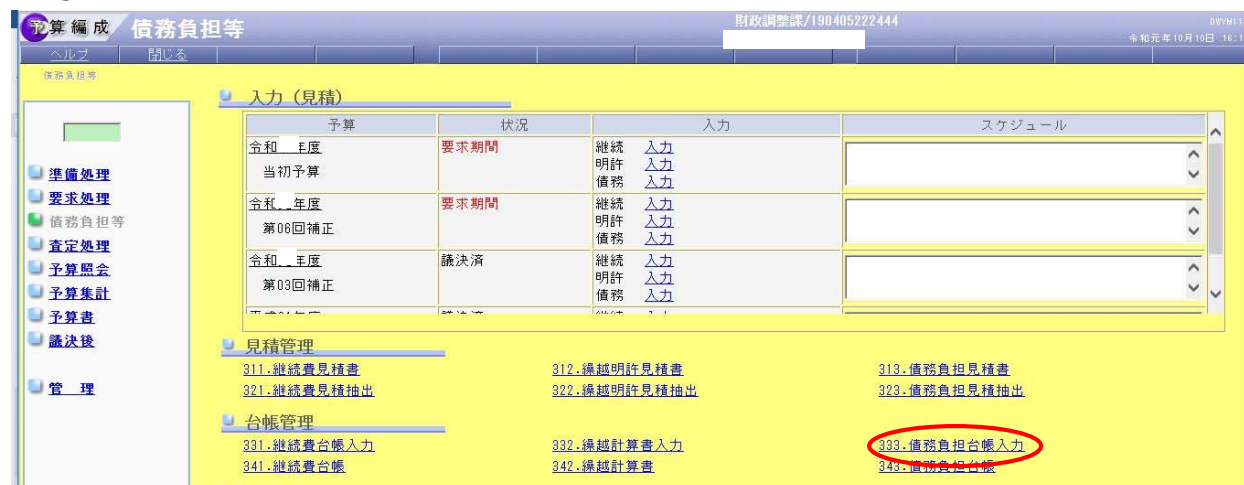 予算編成 債務負担等
財政調整課/190405222444
令和元年10月10日 16:1
ヘルプ 閉じる
債務負担等
準備処理
要求処理
債務負担等
査定処理
予算照会
予算集計
予算書
議決後
管 理
入力（見積）
予算 状況 入力 スケジュール
令和 年度 要求期間 継続 入力
当初予算 明許 入力
債務 入力
令和 年度 要求期間 継続 入力
第06回補正 明許 入力
債務 入力
令和 年度 議決済 継続 入力
第03回補正 明許 入力
債務 入力
見積管理
311.継続費見積書 312.繰越明許見積書 313.債務負担見積書
321.継続費見積抽出 322.繰越明許見積抽出 323.債務負担見積抽出
台帳管理
331.継続費台帳入力 332.繰越計算書入力 333.債務負担台帳入力
341.継続費台帳 342.繰越計算書 343.債務負担台帳